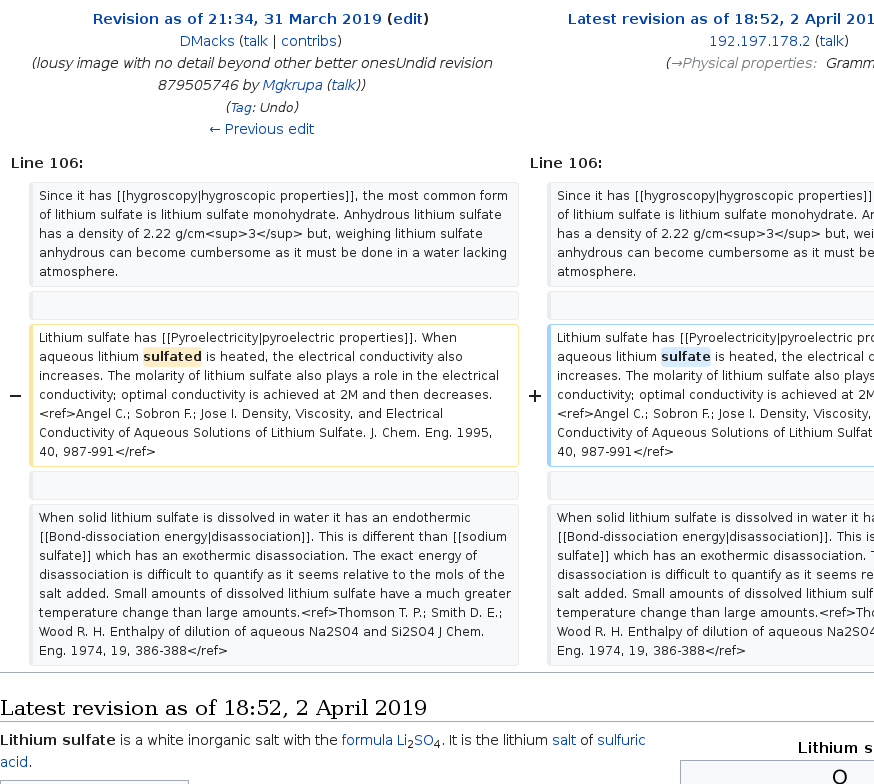 Revision as of 21:34, 31 March 2019 (edit)
DMacks (talk | contribs)
(lousy image with no detail beyond other better onesUndid revision
879505746 by Mgkrupa (talk))
(Tag: Undo)
← Previous edit
Latest revision as of 18:52, 2 April 201
192.197.178.2 (talk)
(→Physical properties: Gramm
Line 106:
Since it has [[hygroscopy|hygroscopic properties]], the most common form
of lithium sulfate is lithium sulfate monohydrate. Anhydrous lithium sulfate
has a density of 2.22 g/cm<sup>3</sup> but, weighing lithium sulfate
anhydrous can become cumbersome as it must be done in a water lacking
atmosphere.
− Lithium sulfate has [[Pyroelectricity|pyroelectric properties]]. When
aqueous lithium sulfated is heated, the electrical conductivity also
increases. The molarity of lithium sulfate also plays a role in the electrical
conductivity; optimal conductivity is achieved at 2M and then decreases.
<ref>Angel C.; Sobron F.; Jose I. Density, Viscosity, and Electrical
Conductivity of Aqueous Solutions of Lithium Sulfate. J. Chem. Eng. 1995,
40, 987-991</ref>
When solid lithium sulfate is dissolved in water it has an endothermic
[[Bond-dissociation energy|disassociation]]. This is different than [[sodium
sulfate]] which has an exothermic disassociation. The exact energy of
disassociation is difficult to quantify as it seems relative to the mols of the
salt added. Small amounts of dissolved lithium sulfate have a much greater
temperature change than large amounts.<ref>Thomson T. P.; Smith D. E.;
Wood R. H. Enthalpy of dilution of aqueous Na2SO4 and Si2SO4 J Chem.
Eng. 1974, 19, 386-388</ref>
Line 106:
Since it has [[hygroscopy|hygroscopic properties]]
of lithium sulfate is lithium sulfate monohydrate. A
has a density of 2.22 g/cm<sup>3</sup> but, wei
anhydrous can become cumbersome as it must be
atmosphere.
+ Lithium sulfate has [[Pyroelectricity|pyroelectric pro
aqueous lithium sulfate is heated, the electrical c
increases. The molarity of lithium sulfate also plays
conductivity; optimal conductivity is achieved at 2M
<ref>Angel C.; Sobron F.; Jose I. Density, Viscosity,
Conductivity of Aqueous Solutions of Lithium Sulfat
40, 987-991</ref>
When solid lithium sulfate is dissolved in water it ha
[[Bond-dissociation energy|disassociation]]. This is
sulfate]] which has an exothermic disassociation. T
disassociation is difficult to quantify as it seems re
salt added. Small amounts of dissolved lithium sulf
temperature change than large amounts.<ref>Tho
Wood R. H. Enthalpy of dilution of aqueous Na2SO4
Eng. 1974, 19, 386-388</ref>
Latest revision as of 18:52, 2 April 2019
Lithium sulfate is a white inorganic salt with the formula Li2SO4. It is the lithium salt of sulfuric
acid.
Lithium s
O